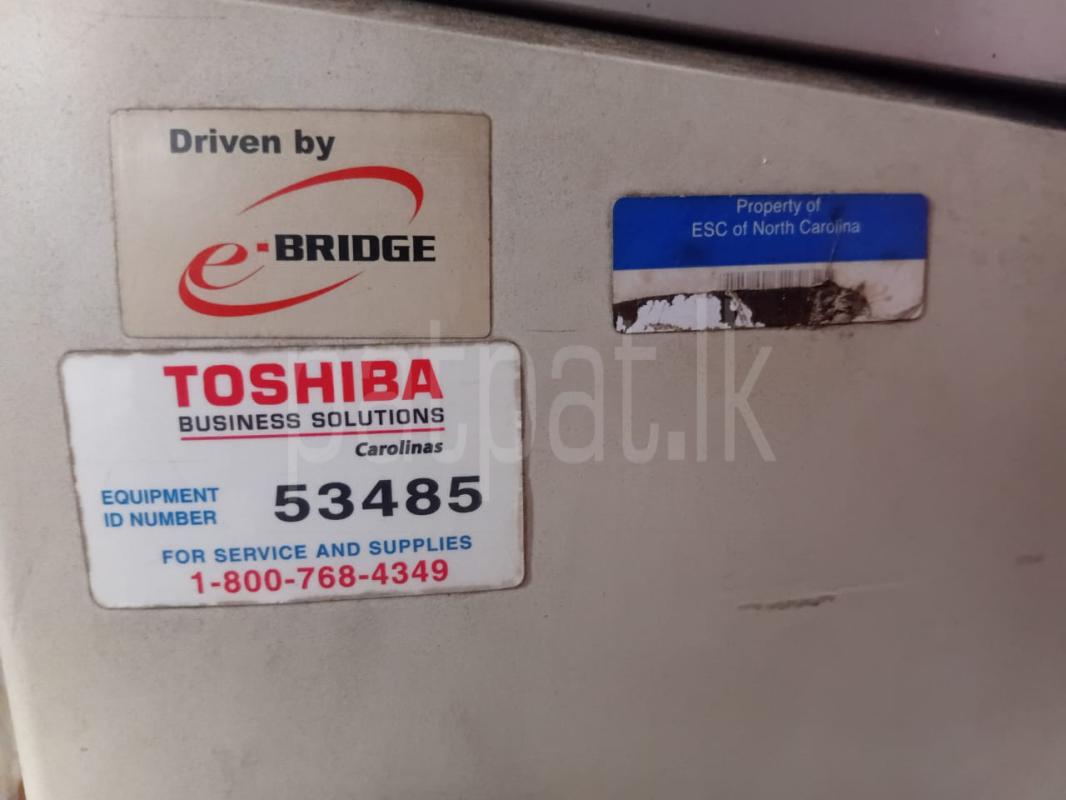 Driven by
e-BRIDGE
Property of
ESC of North Carolina
TOSHIBA
BUSINESS SOLUTIONS
Carolinas
EQUIPMENT
ID NUMBER
53485
FOR SERVICE AND SUPPLIES
1-800-768-4349
patpat.lk